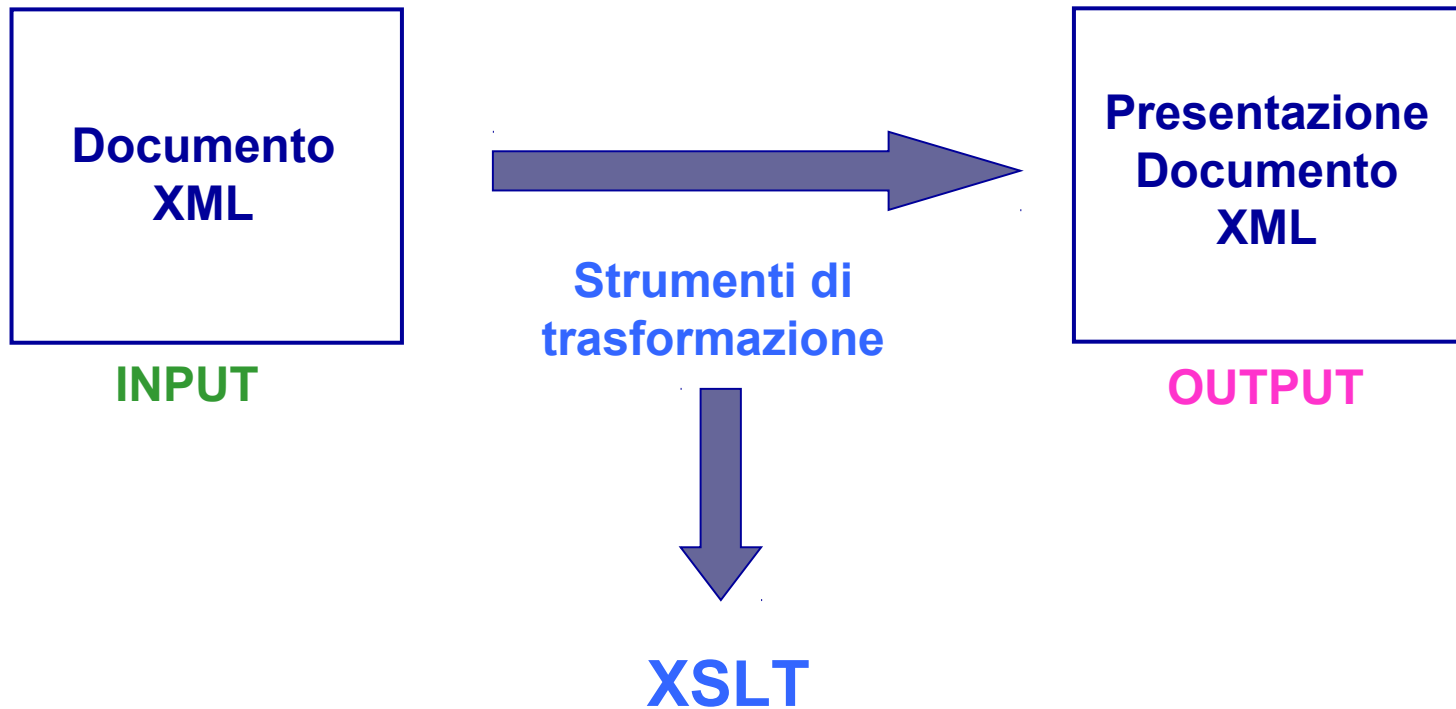 Documento
XML
INPUT
Strumenti di
trasformazione
XSLT
Presentazione
Documento
XML
OUTPUT